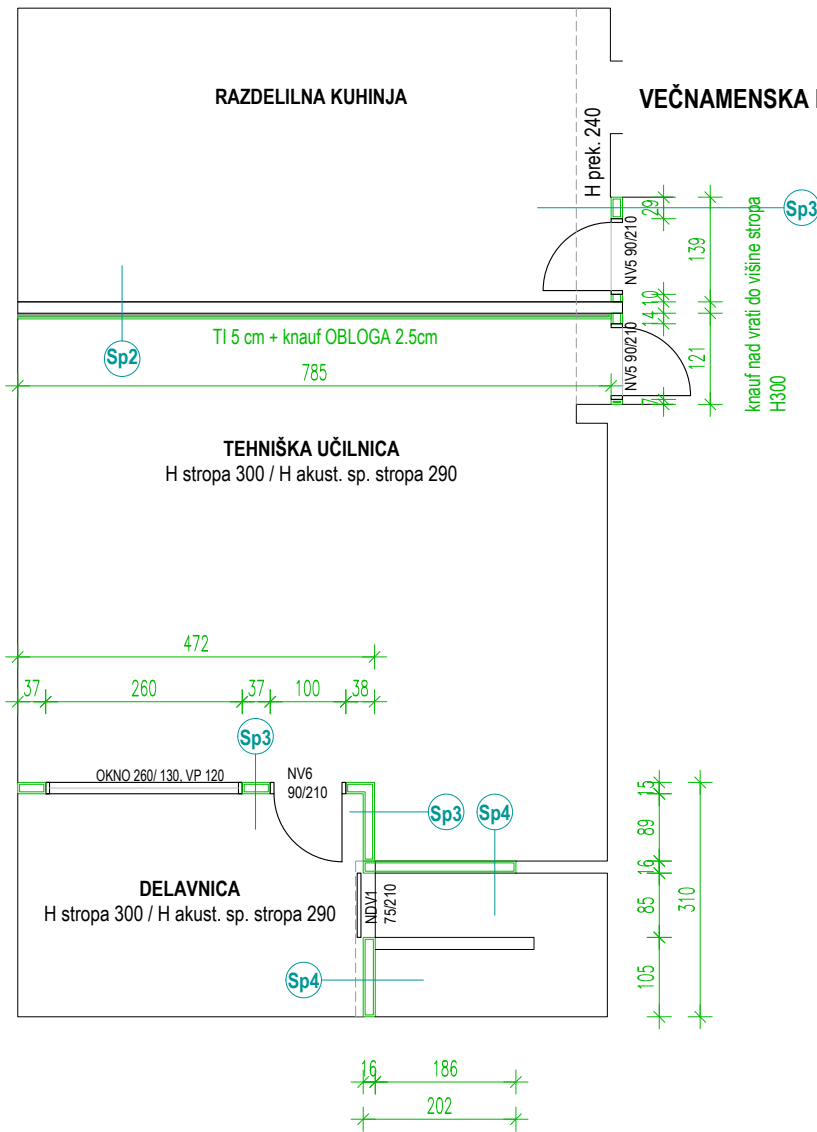 RAZDELILNA KUHINJA
VEČNAMENSKA
H prek. 240
Sp3
29
139
NV5 90/210
10
14
knauf nad vrati do višine stropa
H300
TI 5 cm + knauf OBLOGA 2.5cm
Sp2
785
NV5 90/210
121
7
TEHNIŠKA UČILNICA
H stropa 300 / H akust. sp. stropa 290
472
37
260
37
100
38
Sp3
OKNO 260/ 130, VP 120
NV6
90/210
Sp3
Sp4
15
89
16
85
310
105
DELAVNICA
H stropa 300 / H akust. sp. stropa 290
NDV1
75/210
Sp4
16
186
202